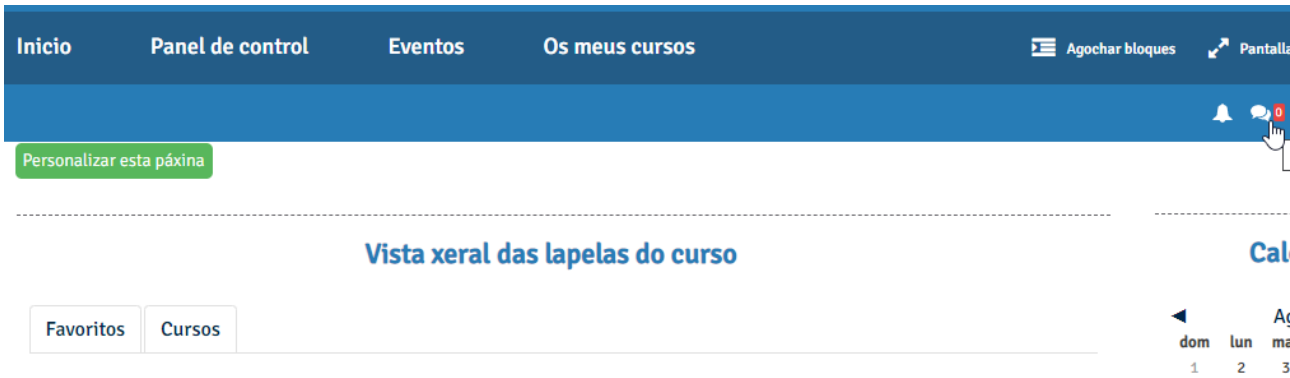 Inicio Panel de control Eventos Os meus cursos Agochar bloques Pantalla
0
Personalizar esta páxina
Vista xeral das lapelas do curso
Favoritos Cursos
dom lun
1 2 3